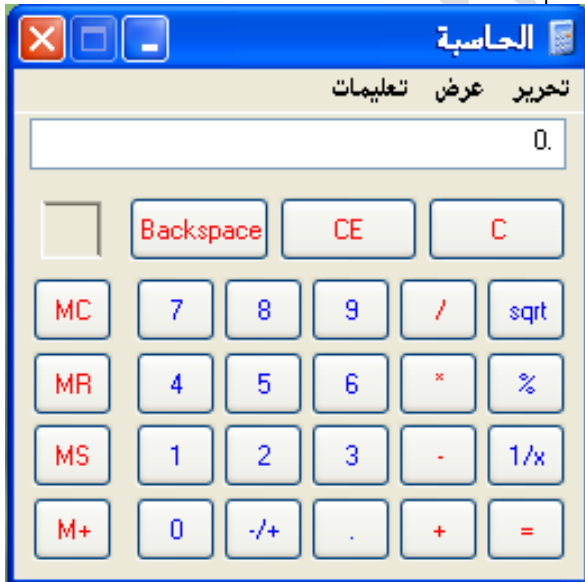 الحاسبة
تحرير عرض تعليمات
0.
Backspace CE C
MC 7 8 9 / sqrt
MR 4 5 6 * %
MS 1 2 3 - 1/x
M+ 0 -/+ . + =